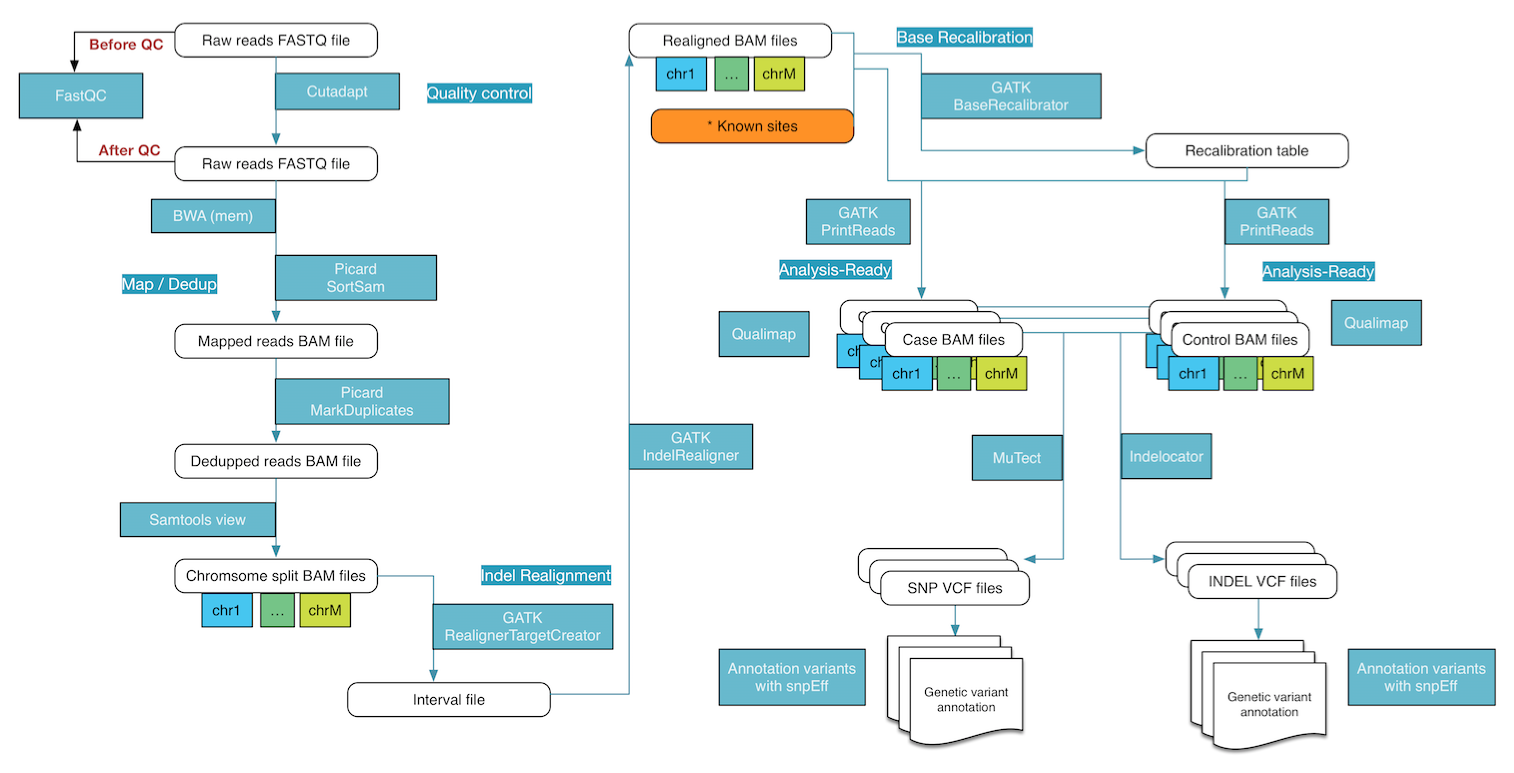 Raw reads FASTQ file
Before QC
FastQC
Cutadapt
Quality control
After QC
Raw reads FASTQ file
BWA (mem)
Picard
SortSam
Map / Dedup
Mapped reads BAM file
Picard
MarkDuplicates
Dedupped reads BAM file
Samtools view
Chromsome split BAM files
chr1
...
chrM
Indel Realignment
GATK
RealignerTargetCreator
Interval file
GATK
IndelRealigner
Realigned BAM files
chr1
...
chrM
* Known sites
Base Recalibration
GATK
BaseRecalibrator
Recalibration table
GATK
PrintReads
GATK
PrintReads
Analysis-Ready
Analysis-Ready
Qualimap
Case BAM files
chr1
...
chrM
Control BAM files
chr1
...
chrM
Qualimap
MuTect
Indelocator
SNP VCF files
INDEL VCF files
Annotation variants
with snpEff
Genetic variant
annotation
Genetic variant
annotation
Annotation variants
with snpEff